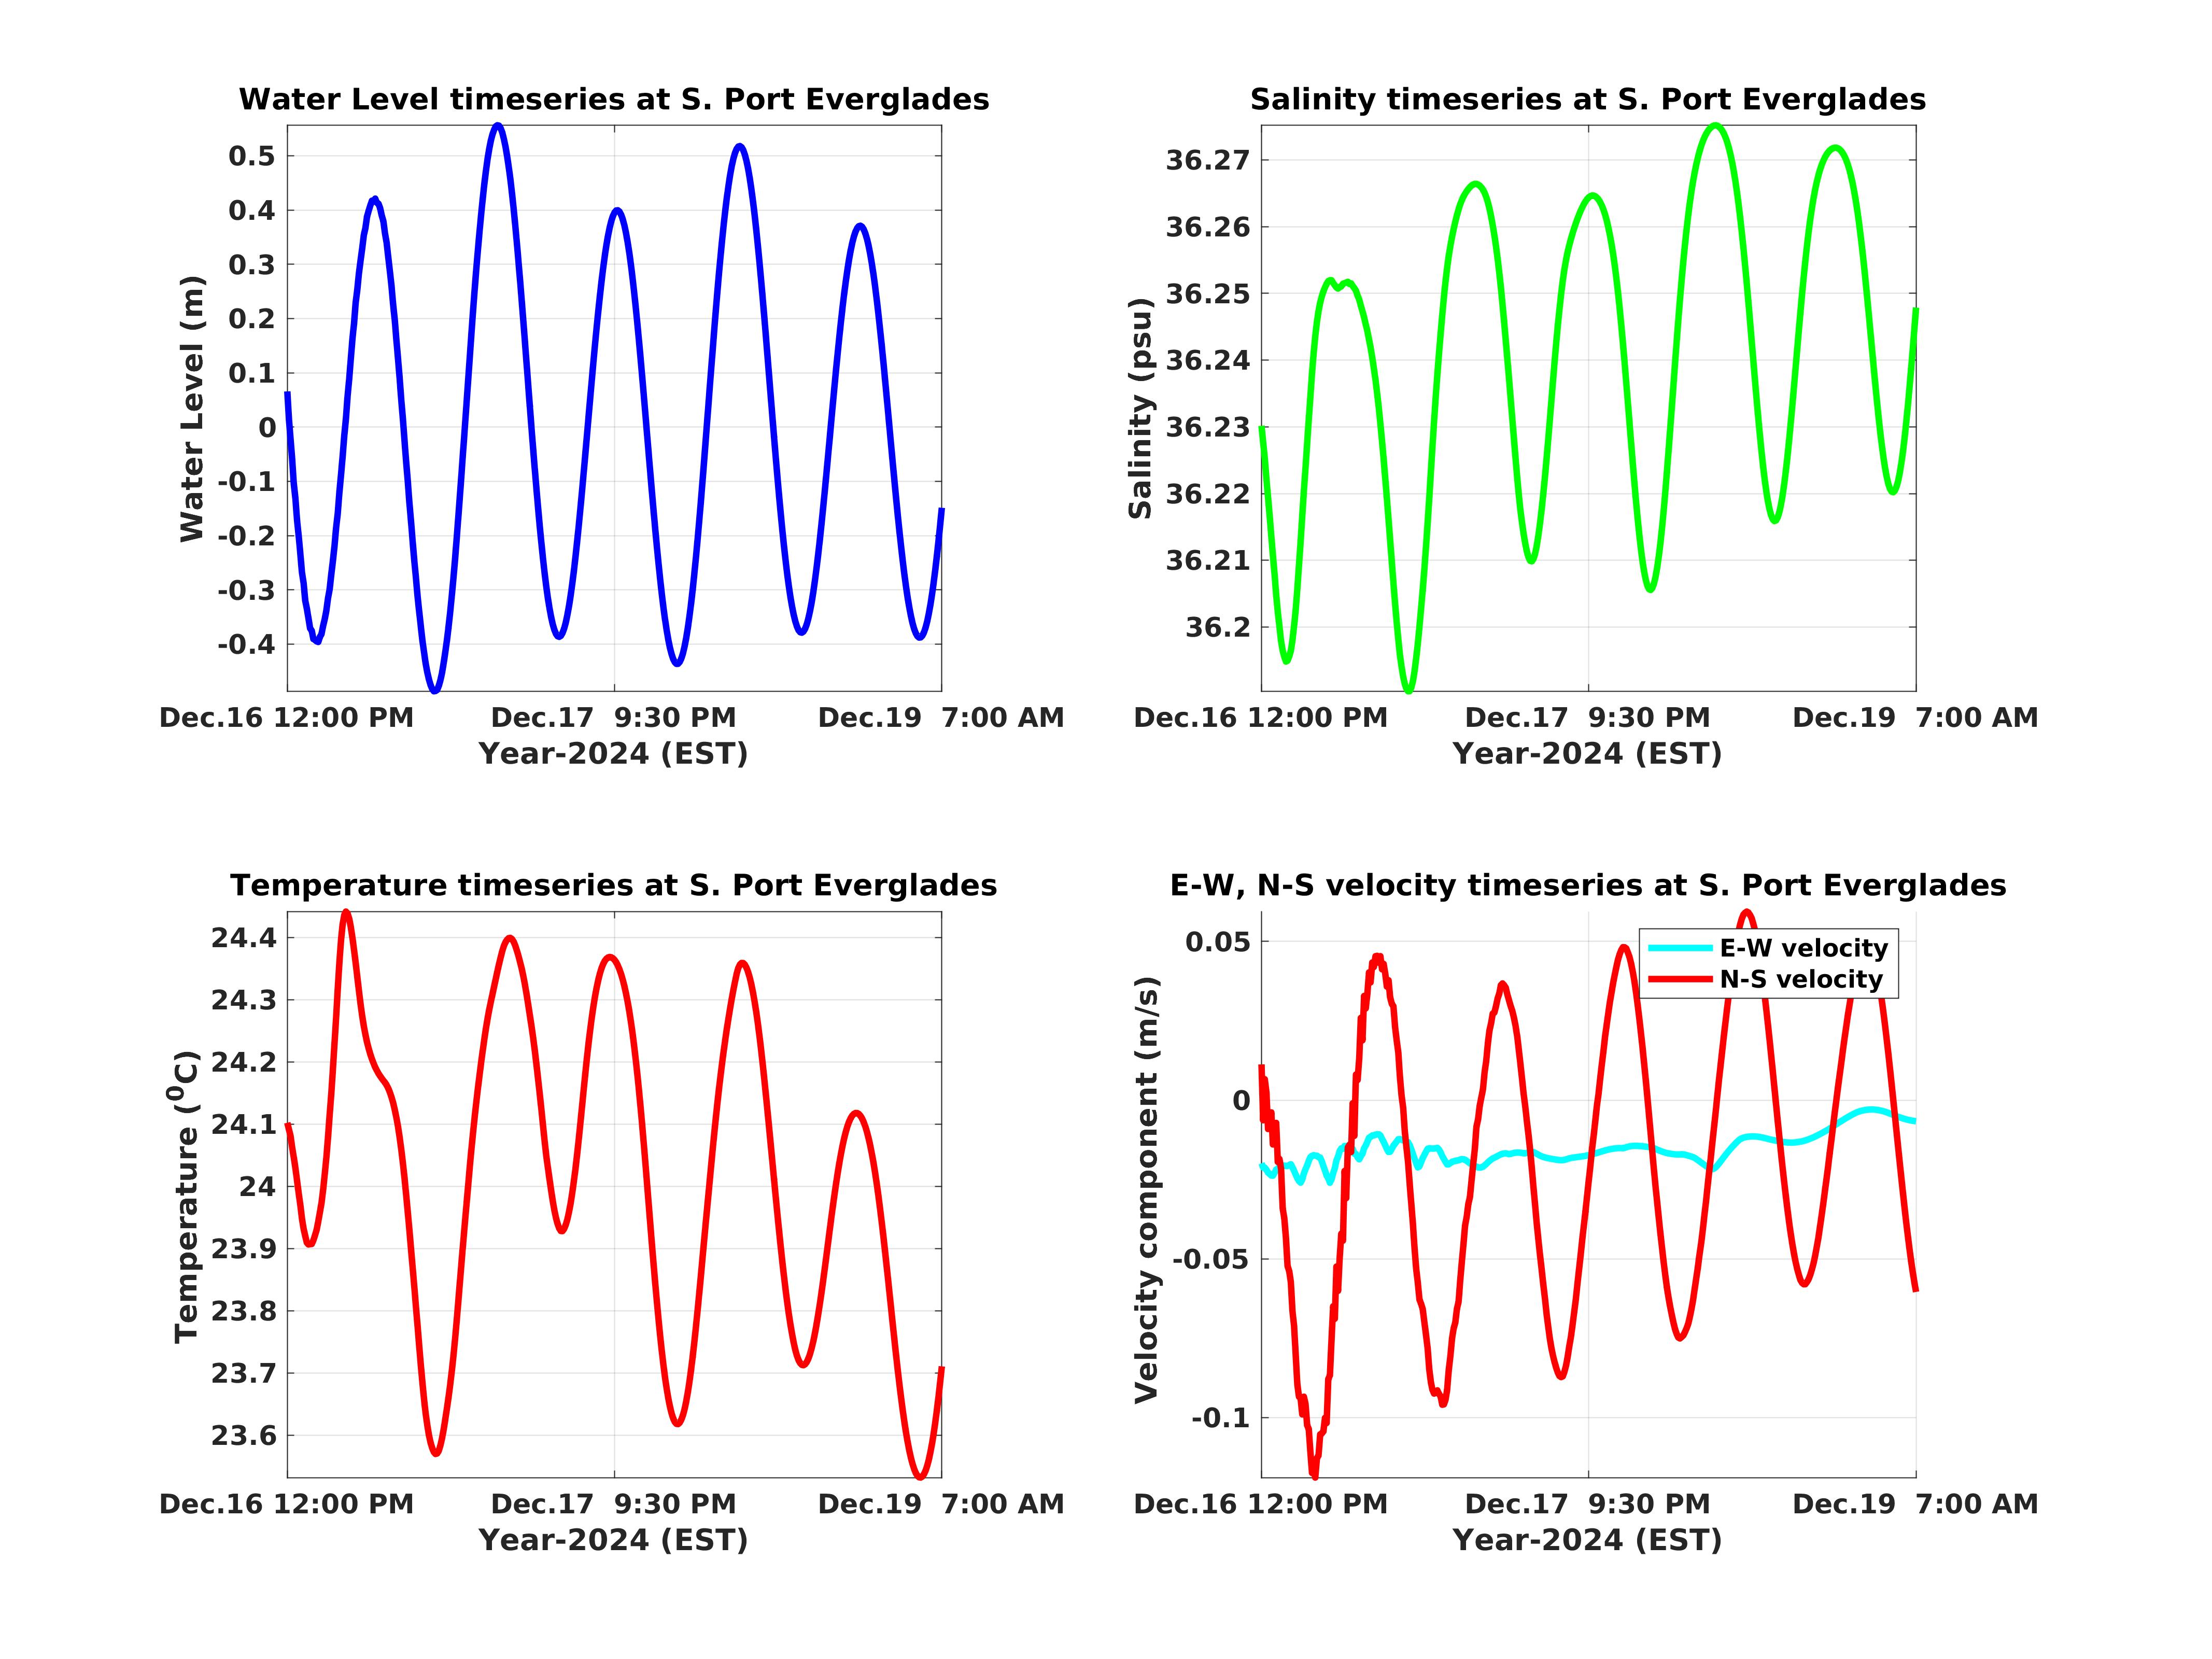 Water Level timeseries at S. Port Everglades
Water Level (m)
0.5
0.4
0.3
0.2
0.1
0
-0.1
-0.2
-0.3
-0.4
Dec.16 12:00 PM
Dec.17 9:30 PM
Dec.19 7:00 AM
Year-2024 (EST)
Salinity timeseries at S. Port Everglades
Salinity (psu)
36.27
36.26
36.25
36.24
36.23
36.22
36.21
36.2
Dec.16 12:00 PM
Dec.17 9:30 PM
Dec.19 7:00 AM
Year-2024 (EST)
Temperature timeseries at S. Port Everglades
Temperature (⁰C)
24.4
24.3
24.2
24.1
24
23.9
23.8
23.7
23.6
Dec.16 12:00 PM
Dec.17 9:30 PM
Dec.19 7:00 AM
Year-2024 (EST)
E-W, N-S velocity timeseries at S. Port Everglades
Velocity component (m/s)
0.05
0
-0.05
-0.1
E-W velocity
N-S velocity
Dec.16 12:00 PM
Dec.17 9:30 PM
Dec.19 7:00 AM
Year-2024 (EST)